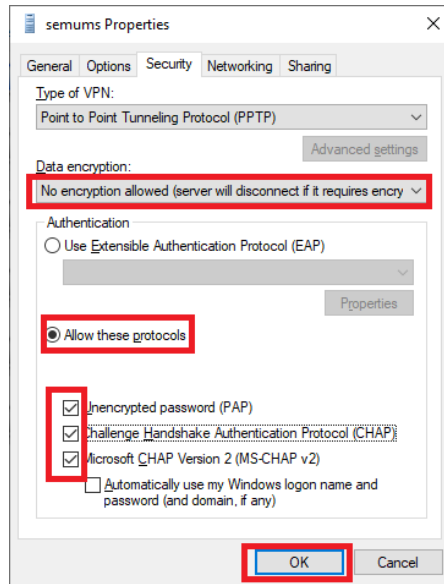 semums Properties
General Options Security Networking Sharing
Type of VPN:
Point to Point Tunneling Protocol (PPTP)
Advanced settings
Data encryption:
No encryption allowed (server will disconnect if it requires encry
Authentication
Use Extensible Authentication Protocol (EAP)
Properties
Allow these protocols
Unencrypted password (PAP)
Challenge Handshake Authentication Protocol (CHAP)
Microsoft CHAP Version 2 (MS-CHAP v2)
Automatically use my Windows logon name and
password (and domain, if any)
OK Cancel